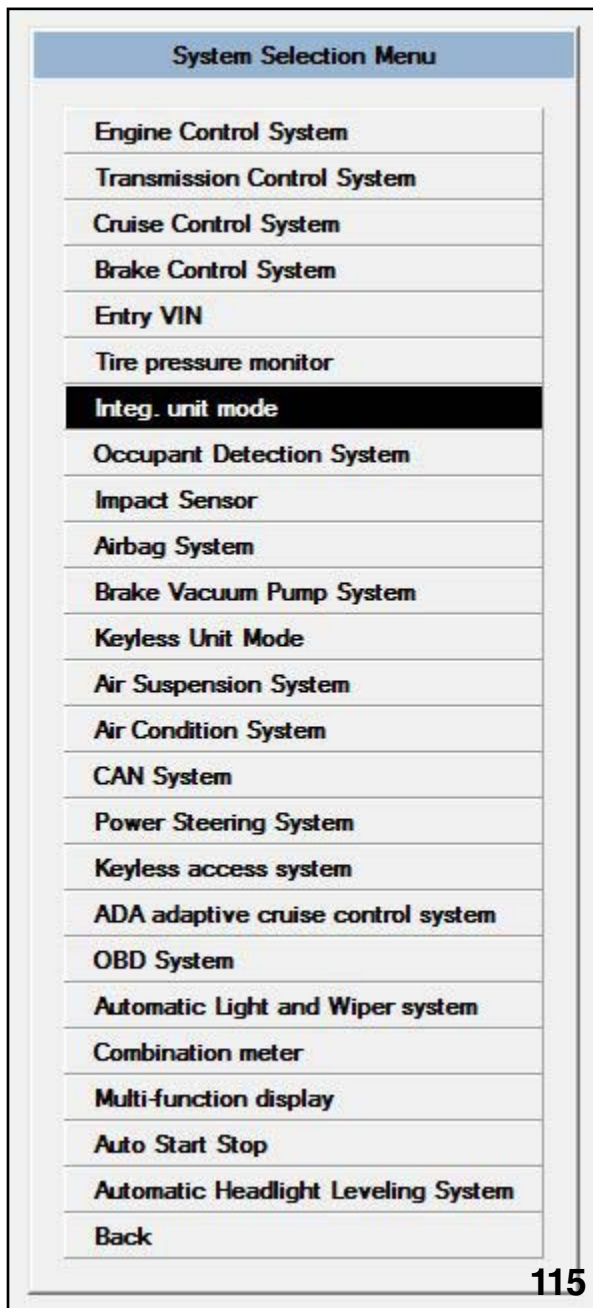 System Selection Menu
Engine Control System
Transmission Control System
Cruise Control System
Brake Control System
Entry VIN
Tire pressure monitor
Integ. unit mode
Occupant Detection System
Impact Sensor
Airbag System
Brake Vacuum Pump System
Keyless Unit Mode
Air Suspension System
Air Condition System
CAN System
Power Steering System
Keyless access system
ADA adaptive cruise control system
OBD System
Automatic Light and Wiper system
Combination meter
Multi-function display
Auto Start Stop
Automatic Headlight Leveling System
Back
115